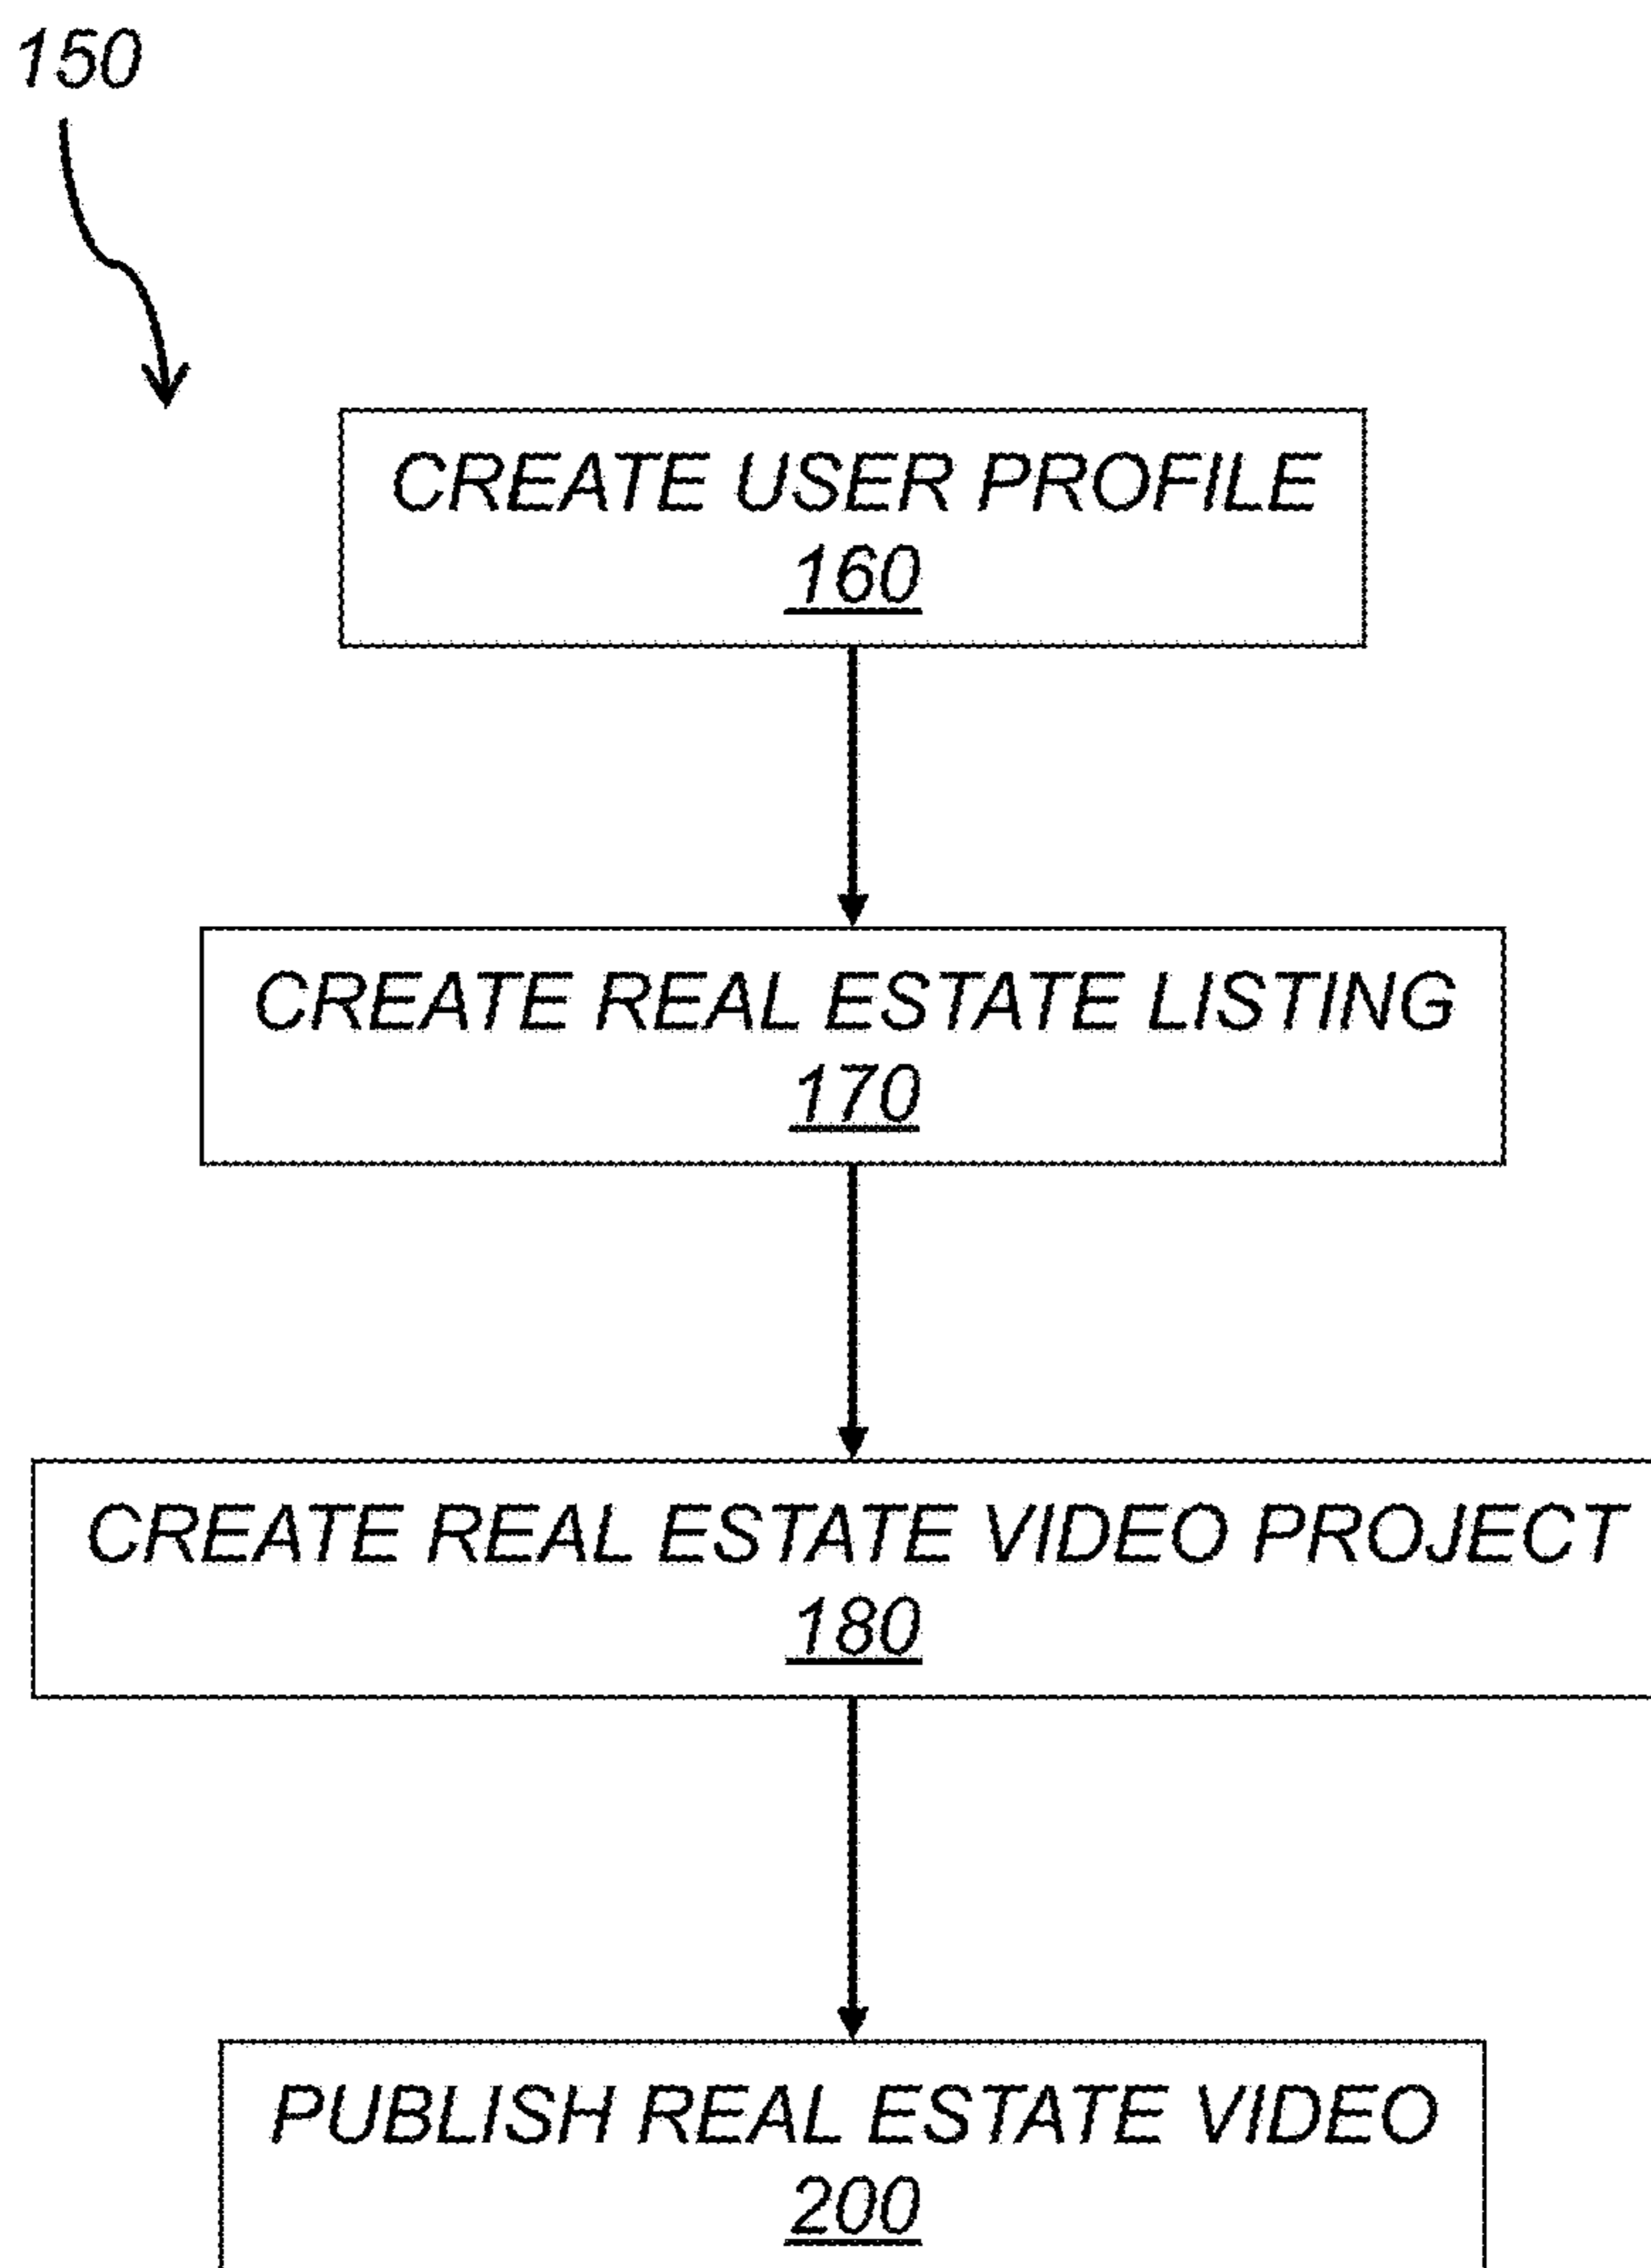 150
CREATE USER PROFILE
160
CREATE REAL ESTATE LISTING
170
CREATE REAL ESTATE VIDEO PROJECT
180
PUBLISH REAL ESTATE VIDEO
200